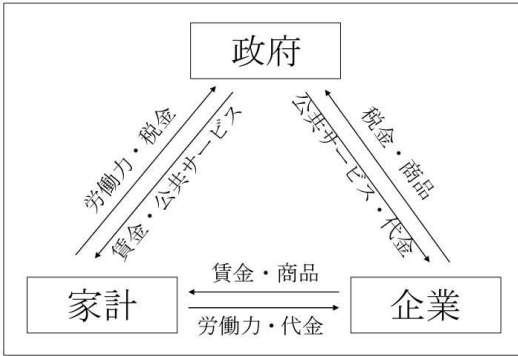 政府
労働力・税金
賃金・公共サービス
公共サービス・代金
税金・商品
家計
賃金・商品
労働力・代金
企業